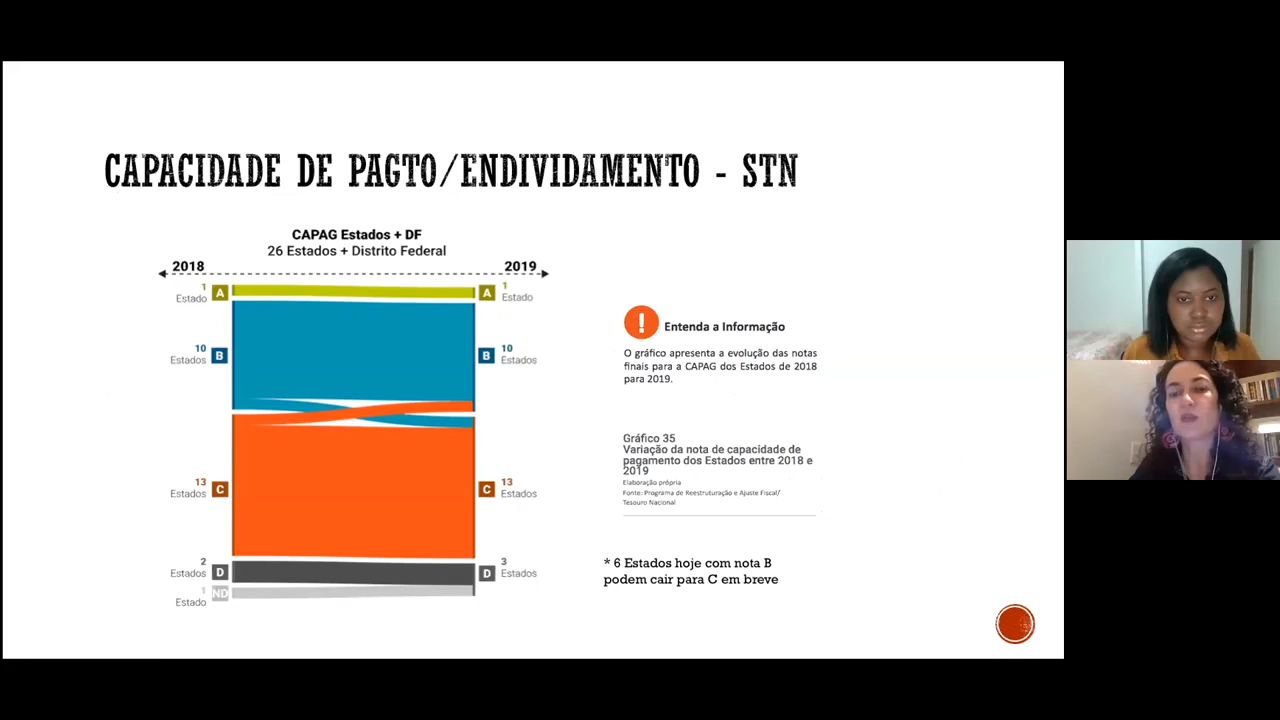 CAPACIDADE DE PAGTO/ENDIVIDAMENTO - STN
CAPAG Estados + DF
26 Estados + Distrito Federal
2018
2019
1
Estado
A
A
1
Estado
10
Estados
B
B
10
Estados
13
Estados
C
C
13
Estados
2
Estados
D
D
3
Estados
1
Estado
ND
!
Entenda a Informação
O gráfico apresenta a evolução das notas
finais para a CAPAG dos Estados de 2018
para 2019.
Gráfico 35
Variação da nota de capacidade de
pagamento dos Estados entre 2018 e
2019
Elaboração própria
Fonte: Programa de Reestruturação e Ajuste Fiscal/
Tesouro Nacional
* 6 Estados hoje com nota B
podem cair para C em breve